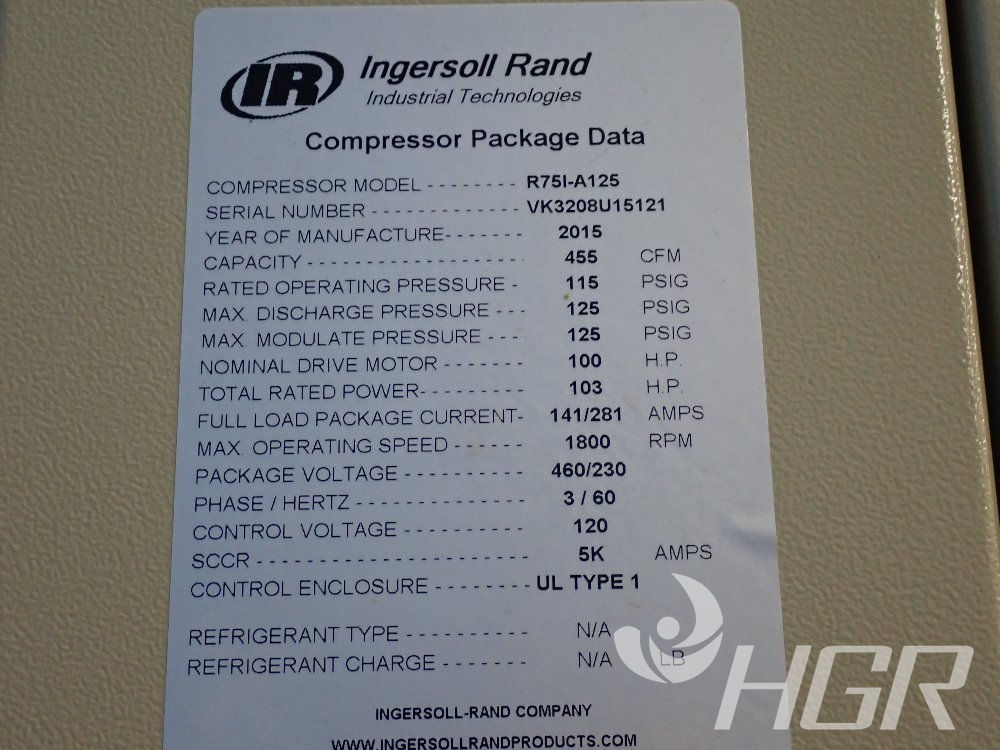 IR Ingersoll Rand
Industrial Technologies
Compressor Package Data
COMPRESSOR MODEL - - - - - - - - R75I-A125
SERIAL NUMBER - - - - - - - - - - - - - VK3208U15121
YEAR OF MANUFACTURE- - - - - - - 2015
CAPACITY - - - - - - - - - - - - - - - - - - - 455 CFM
RATED OPERATING PRESSURE - 115 PSIG
MAX. DISCHARGE PRESSURE - - - 125 PSIG
MAX. MODULATE PRESSURE - - - 125 PSIG
NOMINAL DRIVE MOTOR - - - - - - - 100 H.P.
TOTAL RATED POWER- - - - - - - - - 103 H.P.
FULL LOAD PACKAGE CURRENT- 141/281 AMPS
MAX. OPERATING SPEED - - - - - - 1800 RPM
PACKAGE VOLTAGE - - - - - - - - - - 460/230
PHASE / HERTZ - - - - - - - - - - - - - - 3 / 60
CONTROL VOLTAGE - - - - - - - - - - 120
SCCR - - - - - - - - - - - - - - - - - - - - - - 5K AMPS
CONTROL ENCLOSURE - - - - - - - - UL TYPE 1
REFRIGERANT TYPE - - - - - - - - - - N/A
REFRIGERANT CHARGE - - - - - - - N/A LB
HGR
INGERSOLL-RAND COMPANY
WWW.INGERSOLLRANDPRODUCTS.COM